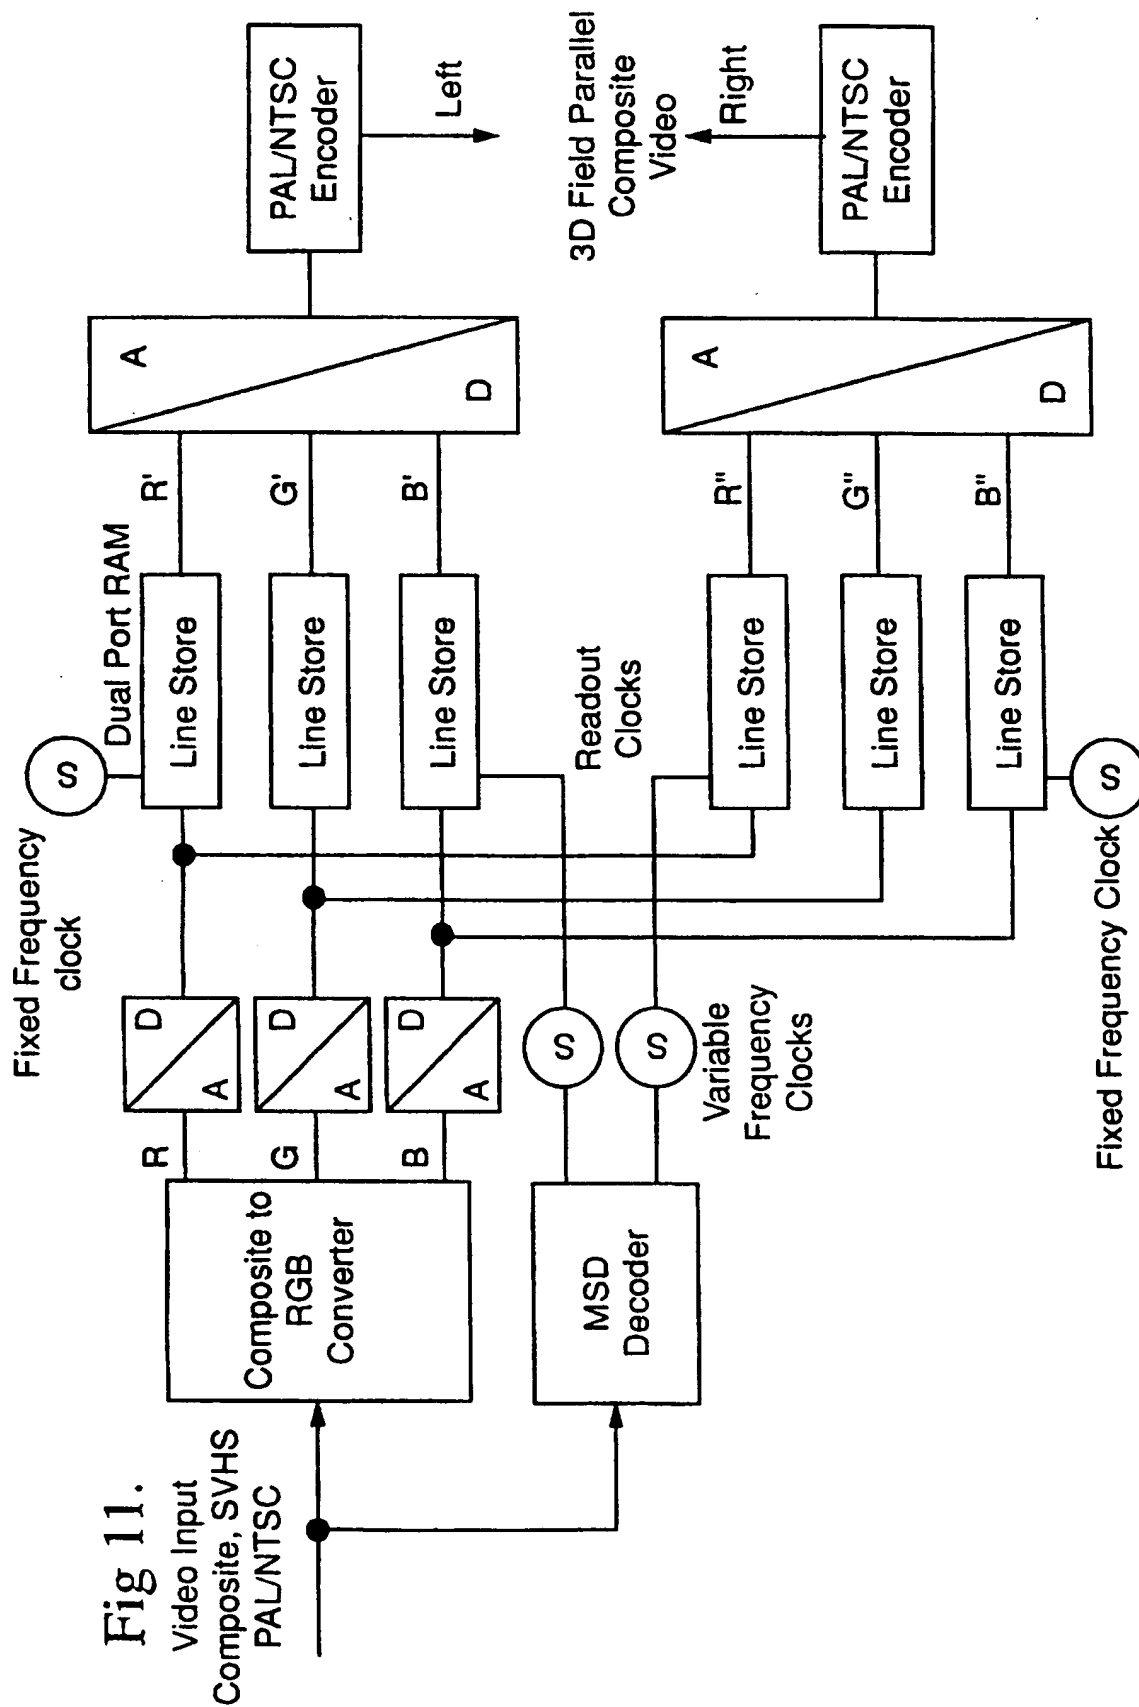 Fig 11.
Video Input
Composite, SVHS
PAL/NTSC
Composite to
RGB
Converter
MSD
Decoder
R
G
B
D
A
D
A
D
A
Fixed Frequency
clock
S
Dual Port RAM
Line Store
Line Store
Line Store
S
S
Variable
Frequency
Clocks
Readout
Clocks
Line Store
Line Store
Line Store
S
Fixed Frequency Clock
R'
G'
B'
R"
G"
B"
A
D
A
D
PAL/NTSC
Encoder
Left
3D Field Parallel
Composite
Video
Right
PAL/NTSC
Encoder